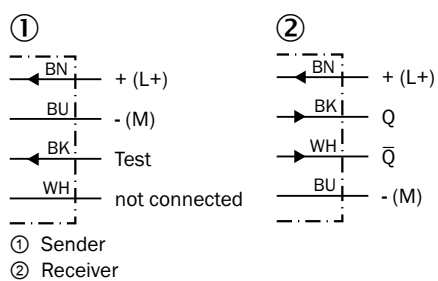 ①
BN + (L+)
BU - (M)
BK Test
WH not connected
②
BN + (L+)
BK Q
WH Q̅
BU - (M)
① Sender
② Receiver